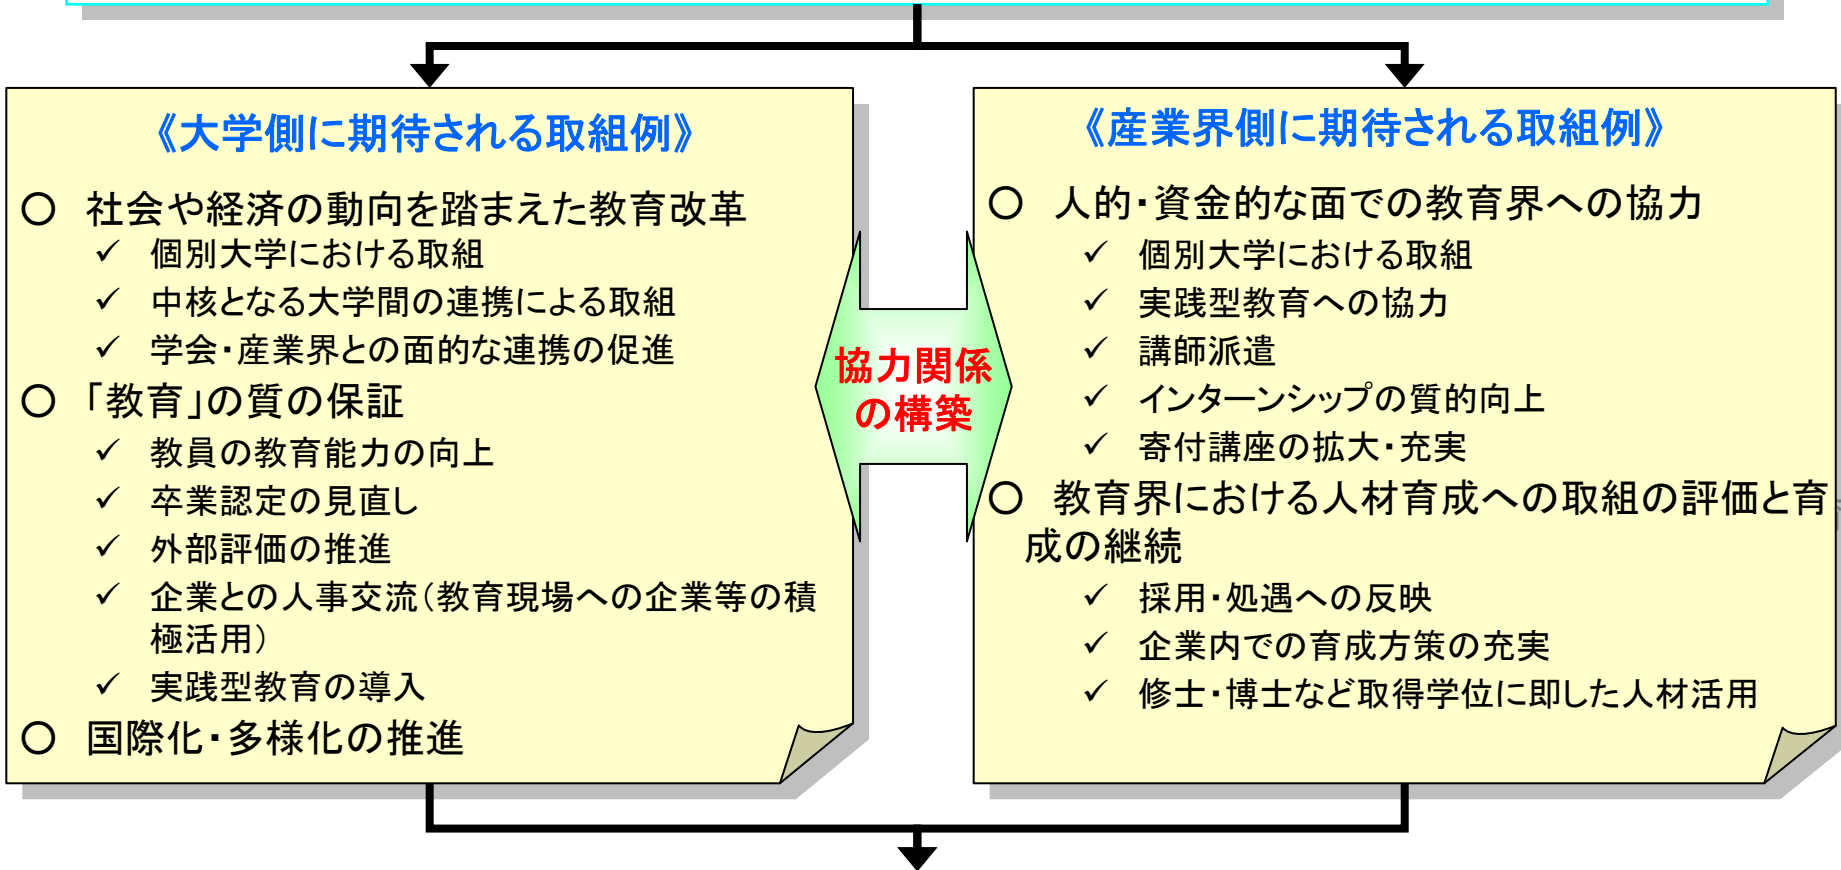 《大学側に期待される取組例》
○ 社会や経済の動向を踏まえた教育改革
✓ 個別大学における取組
✓ 中核となる大学間の連携による取組
✓ 学会・産業界との面的な連携の促進
○ 「教育」の質の保証
✓ 教員の教育能力の向上
✓ 卒業認定の見直し
✓ 外部評価の推進
✓ 企業との人事交流(教育現場への企業等の積
極活用)
✓ 実践型教育の導入
○ 国際化・多様化の推進
協力関係
の構築
《産業界側に期待される取組例》
○ 人的・資金的な面での教育界への協力
✓ 個別大学における取組
✓ 実践型教育への協力
✓ 講師派遣
✓ インターンシップの質的向上
✓ 寄付講座の拡大・充実
○ 教育界における人材育成への取組の評価と育
成の継続
✓ 採用・処遇への反映
✓ 企業内での育成方策の充実
✓ 修士・博士など取得学位に即した人材活用